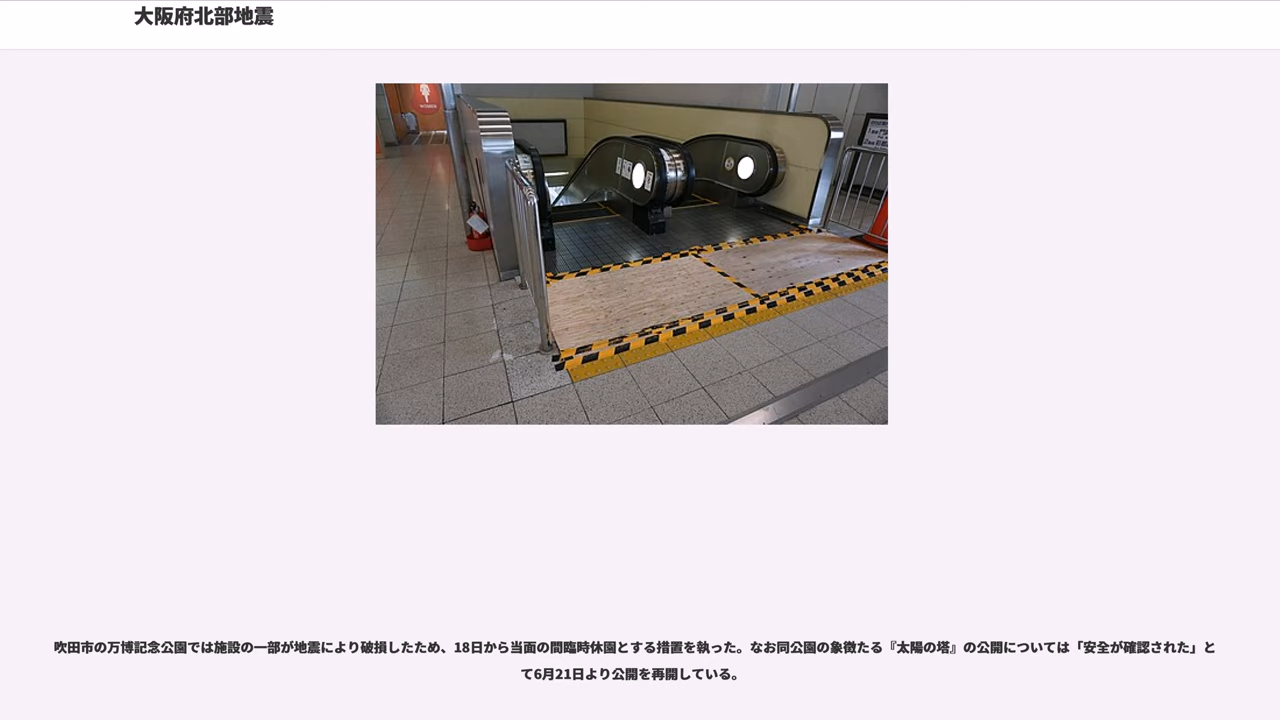 大阪府北部地震
吹田市の万博記念公園では施設の一部が地震により破損したため、18日から当面の間臨時休園とする措置を執った。なお同公園の象徴たる『太陽の塔』の公開については「安全が確認された」と
て6月21日より公開を再開している。